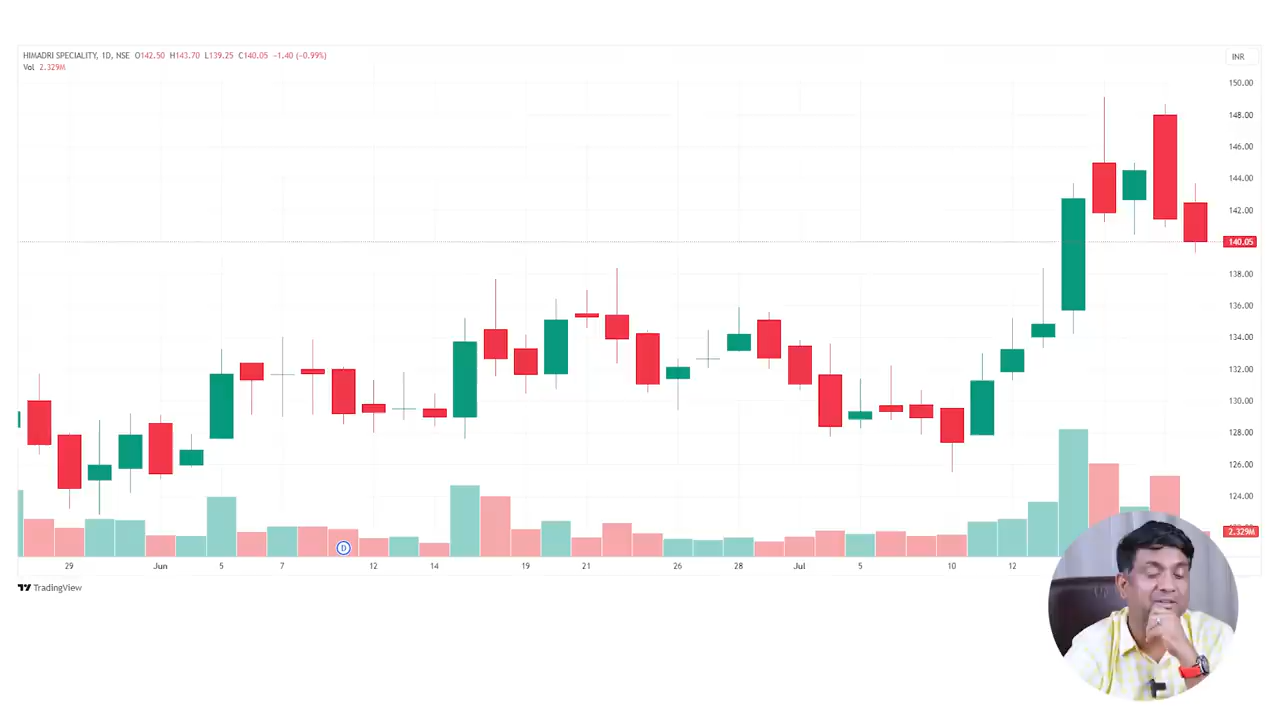 HIMADRI SPECIALITY, 1D, NSE O142.50 H143.70 L139.25 C140.05 −1.40 (−0.99%)
Vol 2.329M
INR
150.00
148.00
146.00
144.00
142.00
140.05
138.00
136.00
134.00
132.00
130.00
128.00
126.00
124.00
2.329M
D
29 Jun 5 7 12 14 19 21 26 28 Jul 5 10 12
TradingView